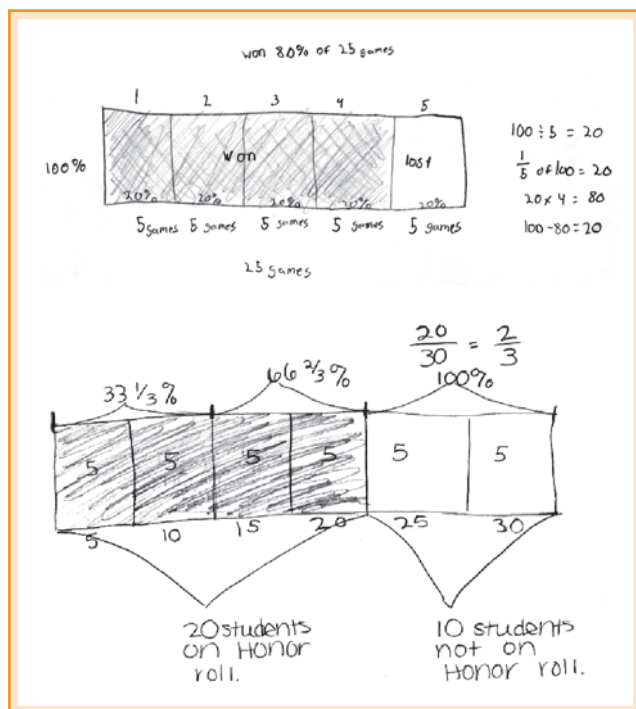 won 80% of 25 games
1 2 3 4 5
100%
won
lost
20% 20% 20% 20% 20%
5 games 5 games 5 games 5 games 5 games
25 games
100 ÷ 5 = 20
1/5 of 100 = 20
20 x 4 = 80
100 - 80 = 20
20/30 = 2/3
33 1/3% 66 2/3% 100%
5 5 5 5 5 5
5 10 15 20 25 30
20 students
on Honor
roll.
10 students
not on
Honor roll.